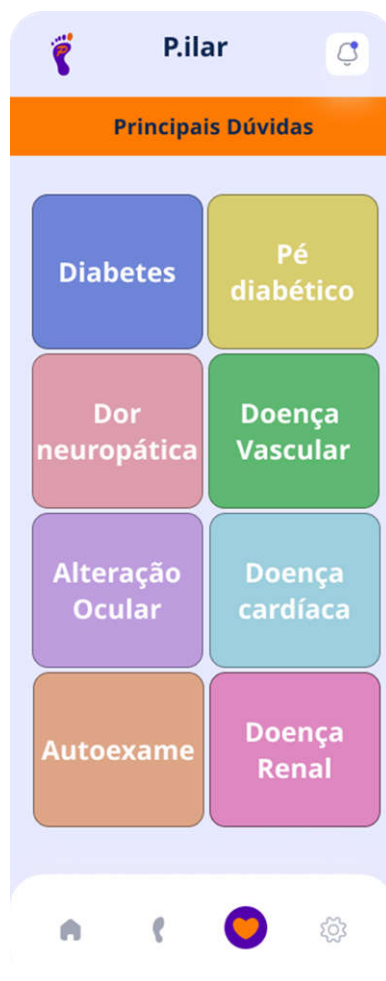 P.ilar
Principais Dúvidas
Diabetes
Pé
diabético
Dor
neuropática
Doença
Vascular
Alteração
Ocular
Doença
cardíaca
Autoexame
Doença
Renal